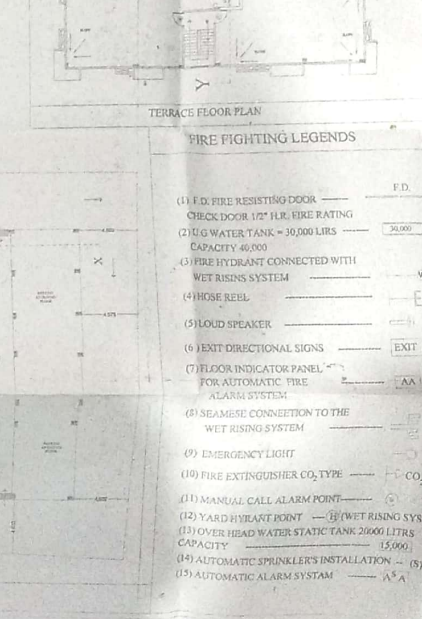 TERRACE FLOOR PLAN
FIRE FIGHTING LEGENDS
F.D.
(1) F.D. FIRE RESISTING DOOR
CHECK DOOR 1/2" H.R. FIRE RATING
(2) U.G WATER TANK = 30,000 LIRS 30,000
CAPACITY 40,000
(3) FIRE HYDRANT CONNECTED WITH
WET RISINS SYSTEM
(4) HOSE REEL
(5) LOUD SPEAKER
(6) EXIT DIRECTIONAL SIGNS EXIT
(7) FLOOR INDICATOR PANEL
FOR AUTOMATIC FIRE AA
ALARM SYSTEM
(8) SEAMESE CONNEETION TO THE
WET RISING SYSTEM
(9) EMERGENCY LIGHT
(10) FIRE EXTINGUISHER CO2 TYPE CO2
(11) MANUAL CALL ALARM POINT
(12) YARD HYRANT POINT H (WET RISING SYS
(13) OVER HEAD WATER STATIC TANK 20000 LITRS
CAPACITY 15,000
(14) AUTOMATIC SPRINKLER'S INSTALLATION (S)
(15) AUTOMATIC ALARM SYSTAM A S A
Y
X